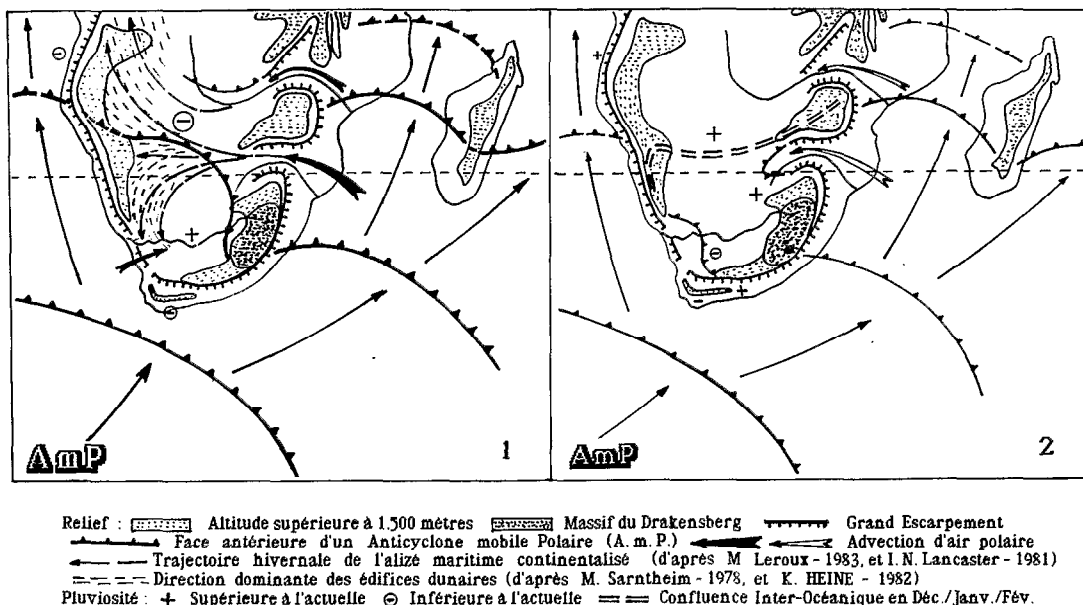 AmP
1
AmP
2
Relief : Altitude supérieure à 1.500 mètres Massif du Drakensberg Grand Escarpement
Face antérieure d'un Anticyclone mobile Polaire (A.m.P.) Advection d'air polaire
Trajectoire hivernale de l'alizé maritime continentalisé (d'après M Leroux - 1983, et I.N. Lancaster - 1981)
Direction dominante des édifices dunaires (d'après M. Sarntheim - 1978, et K. HEINE - 1982)
Pluviosité : + Supérieure à l'actuelle ⊖ Inférieure à l'actuelle == Confluence Inter-Océanique en Déc./Janv./Fév.